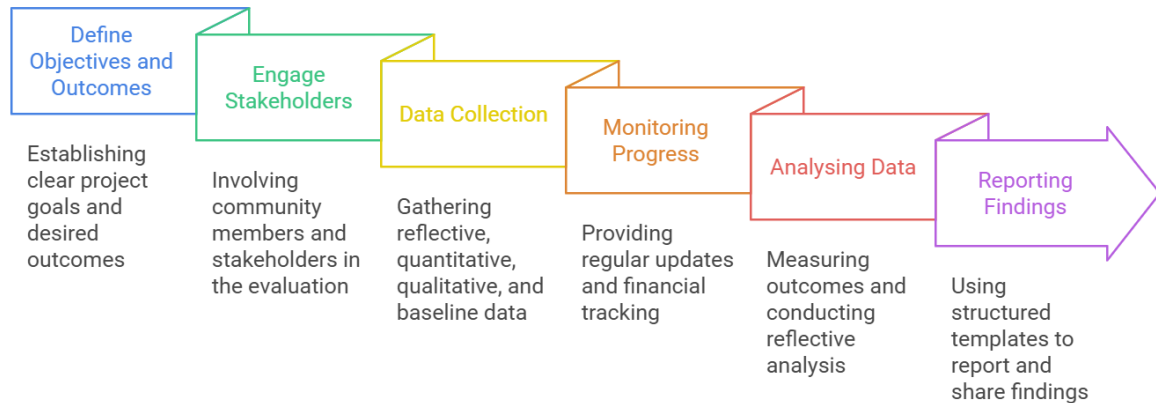 Define
Objectives and
Outcomes
Establishing
clear project
goals and
desired
outcomes
Engage
Stakeholders
Involving
community
members and
stakeholders in
the evaluation
Data Collection
Gathering
reflective,
quantitative,
qualitative, and
baseline data
Monitoring
Progress
Providing
regular updates
and financial
tracking
Analysing Data
Measuring
outcomes and
conducting
reflective
analysis
Reporting
Findings
Using
structured
templates to
report and
share findings